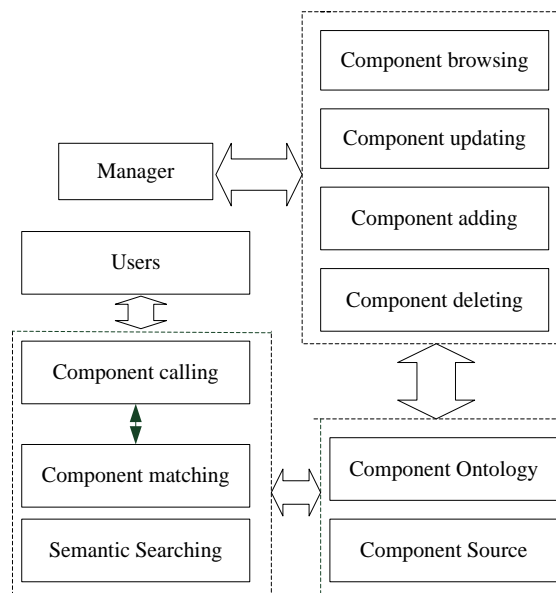 Component browsing
Component updating
Manager
Component adding
Users
Component deleting
Component calling
Component matching
Component Ontology
Semantic Searching
Component Source